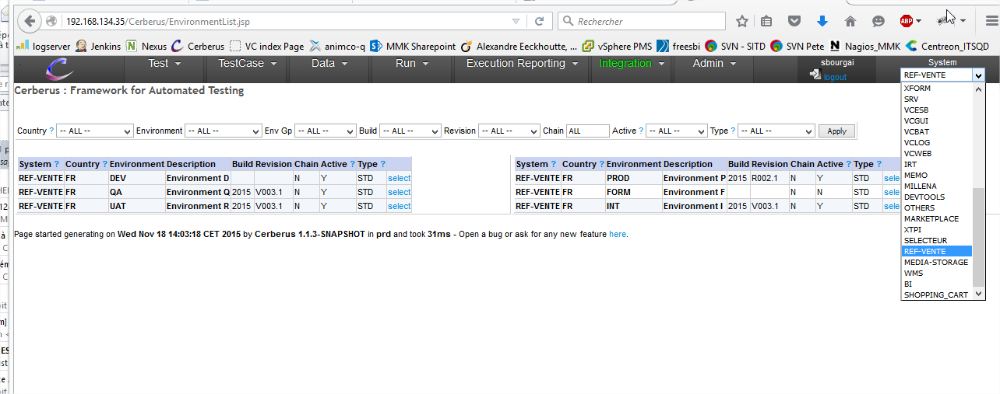 192.168.134.35/Cerberus/EnvironmentList.jsp
Rechercher
ABP
logserver Jenkins Nexus Cerberus VC index Page animco-q MMK Sharepoint Alexandre Eeckhoutte, ... vSphere PMS freesbi SVN - SITD SVN Pete Nagios_MMK Centreon_ITSQD
Test TestCase Data Run Execution Reporting Integration Admin sbourgai System
logout REF-VENTE
Cerberus : Framework for Automated Testing
Country ? -- ALL -- Environment -- ALL -- Env Gp -- ALL -- Build -- ALL -- Revision -- ALL -- Chain ALL Active ? -- ALL -- Type ? -- ALL -- Apply
System ? Country ? Environment Description Build Revision Chain Active ? Type ?
REF-VENTE FR DEV Environment D N Y STD select
REF-VENTE FR QA Environment Q 2015 V003.1 N Y STD select
REF-VENTE FR UAT Environment R 2015 V003.1 N Y STD select
System ? Country ? Environment Description Build Revision Chain Active ? Type ?
REF-VENTE FR PROD Environment P 2015 R002.1 N Y STD sele
REF-VENTE FR FORM Environment F N N STD sele
REF-VENTE FR INT Environment I 2015 V003.1 N Y STD sele
Page started generating on Wed Nov 18 14:03:18 CET 2015 by Cerberus 1.1.3-SNAPSHOT in prd and took 31ms - Open a bug or ask for any new feature here.
XFORM
SRV
VCESB
VCGUI
VCBAT
VCLOG
VCWEB
IRT
MEMO
MILLENA
DEVTOOLS
OTHERS
MARKETPLACE
XTPI
SELECTEUR
REF-VENTE
MEDIA-STORAGE
WMS
BI
SHOPPING_CART